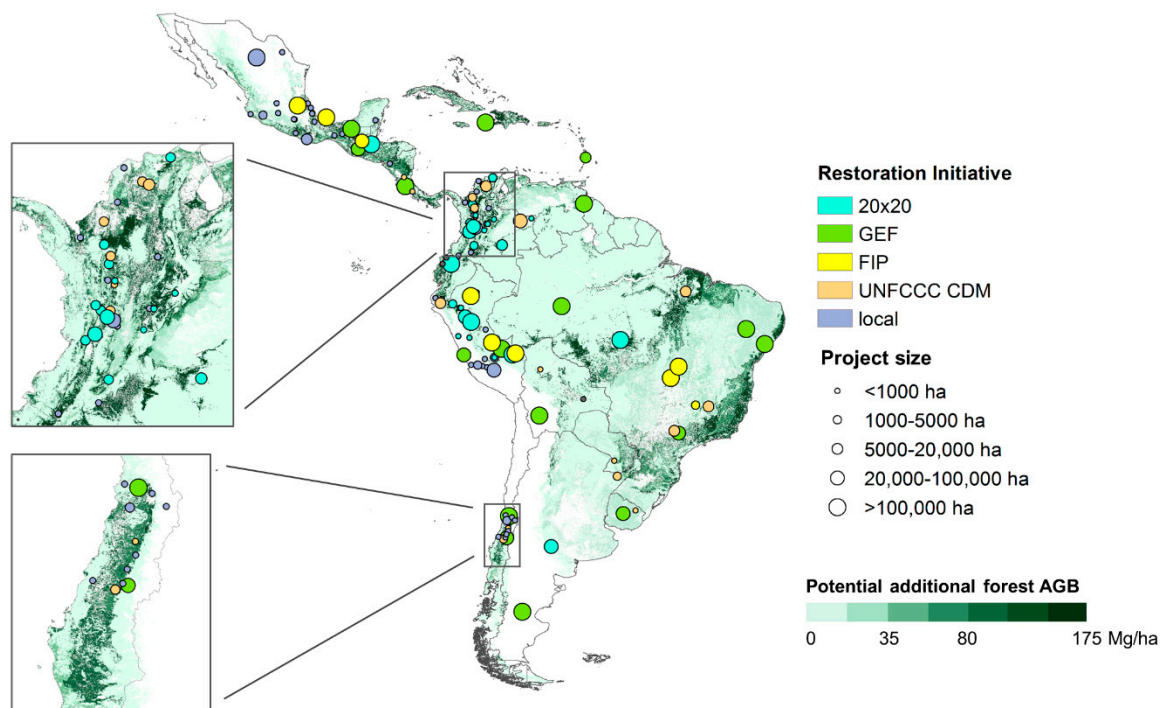 Restoration Initiative
20x20
GEF
FIP
UNFCCC CDM
local
Project size
<1000 ha
1000-5000 ha
5000-20,000 ha
20,000-100,000 ha
>100,000 ha
Potential additional forest AGB
0 35 80 175 Mg/ha